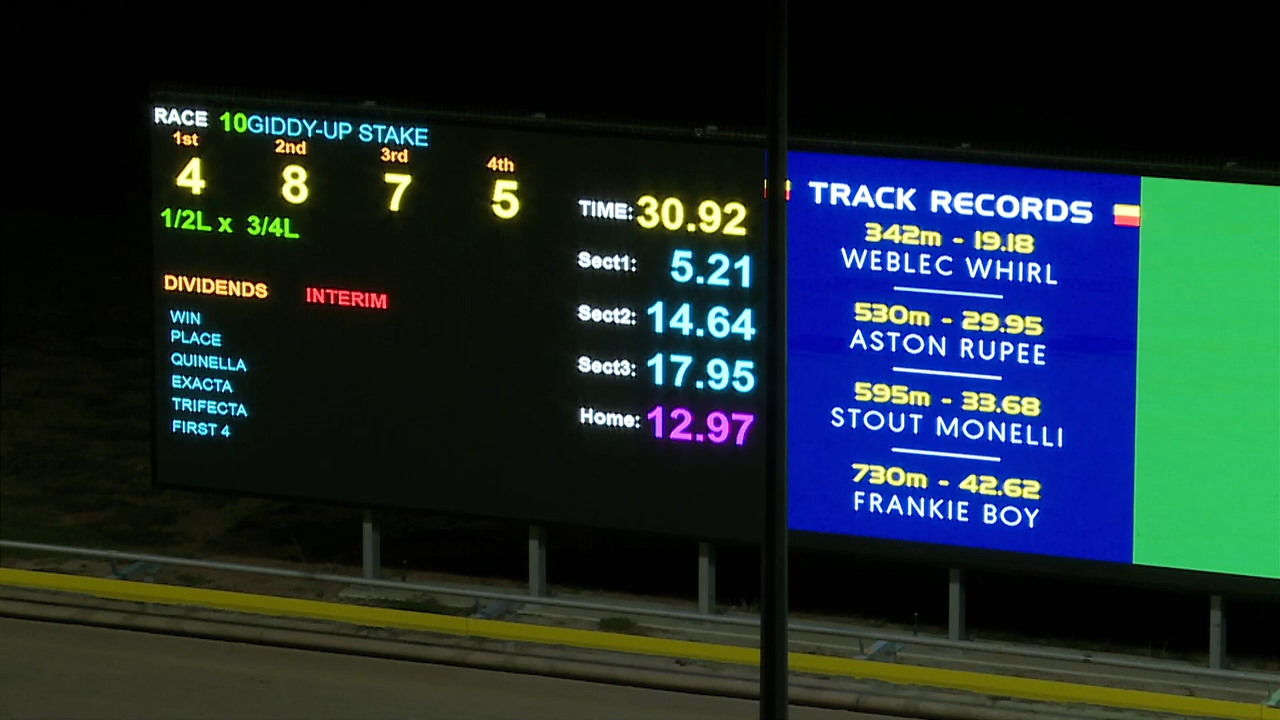 RACE 10GIDDY-UP STAKE
1st 2nd 3rd 4th
4 8 7 5
1/2L x 3/4L
DIVIDENDS INTERIM
WIN
PLACE
QUINELLA
EXACTA
TRIFECTA
FIRST 4
TIME: 30.92
Sect1: 5.21
Sect2: 14.64
Sect3: 17.95
Home: 12.97
TRACK RECORDS
342m - 19.18
WEBLEC WHIRL
530m - 29.95
ASTON RUPEE
595m - 33.68
STOUT MONELLI
730m - 42.62
FRANKIE BOY